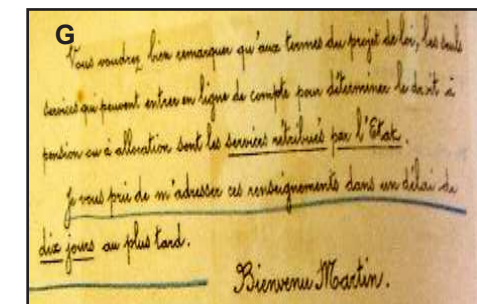 G
Vous voudrez bien remarquer qu'aux termes du projet de loi, les seuls
services qui peuvent entrer en ligne de compte pour déterminer le droit à
pension ou à allocation sont les services rétribués par l'Etat.
Je vous prie de m'adresser ces renseignements dans un délai de
dix jours au plus tard.
Bienvenu Martin.